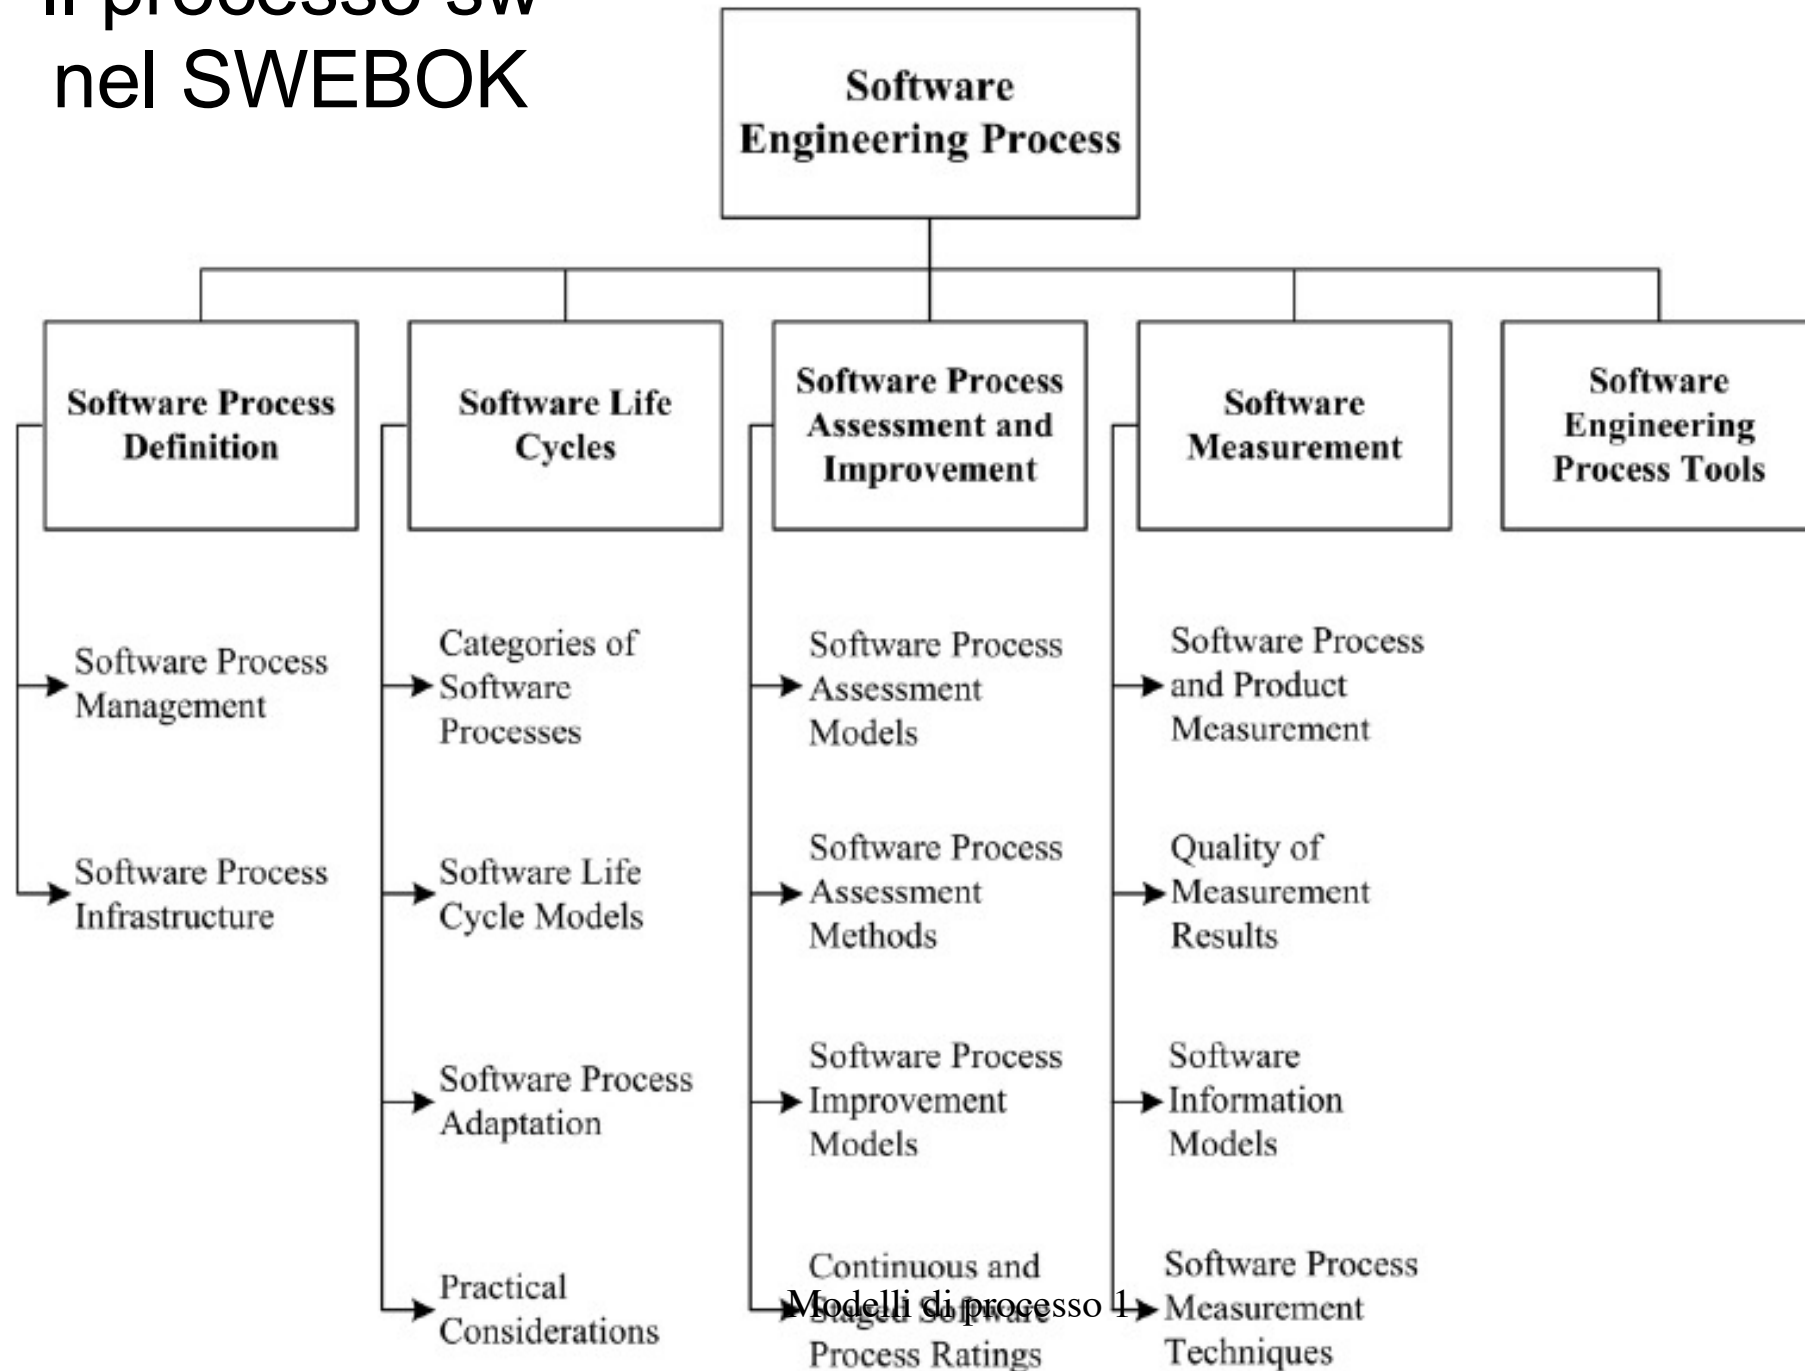 Il processo sw
nel SWEBOK
Software
Engineering Process
Software Process
Definition
Software Process
Management
Software Process
Infrastructure
Software Life
Cycles
Categories of
Software
Processes
Software Life
Cycle Models
Software Process
Adaptation
Practical
Considerations
Software Process
Assessment and
Improvement
Software Process
Assessment
Models
Software Process
Assessment
Methods
Software Process
Improvement
Models
Continuous and
Staged Software
Process Ratings
Software
Measurement
Software Process
and Product
Measurement
Quality of
Measurement
Results
Software
Information
Models
Software Process
Measurement
Techniques
Software
Engineering
Process Tools
Modelli di processo 1